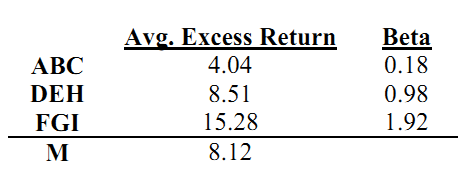 Avg. Excess Return Beta
ABC 4.04 0.18
DEH 8.51 0.98
FGI 15.28 1.92
M 8.12